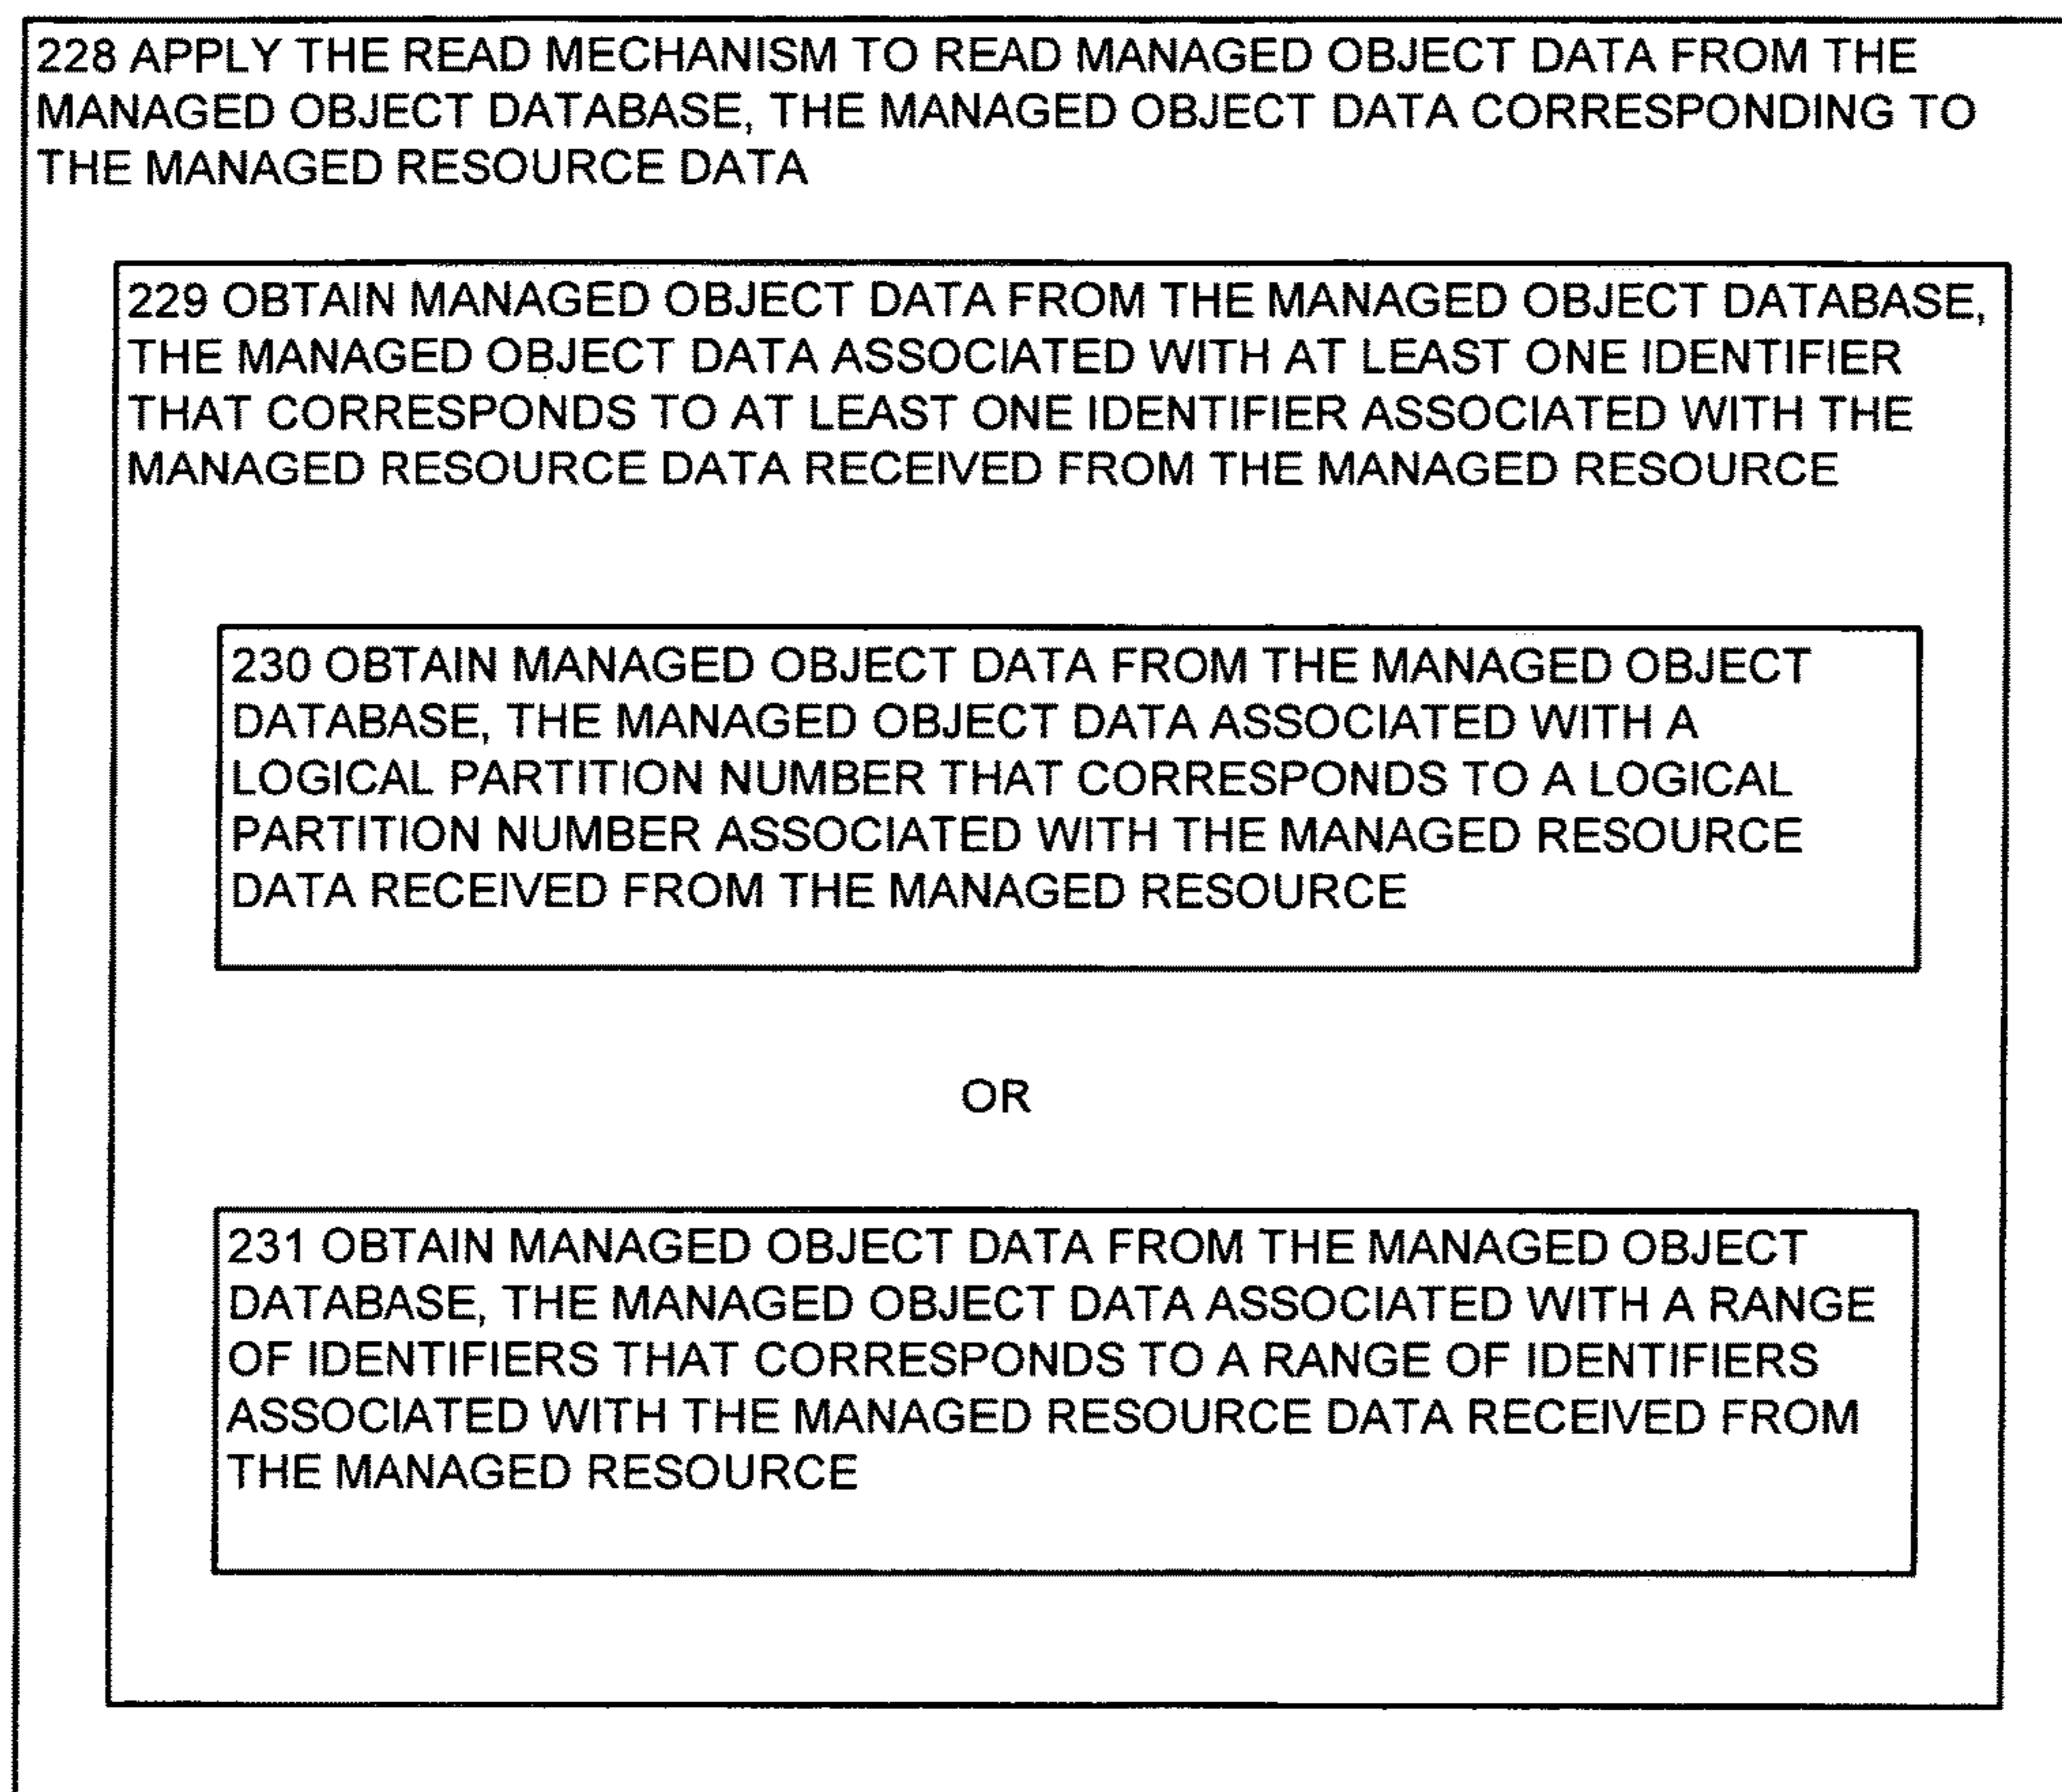 228 APPLY THE READ MECHANISM TO READ MANAGED OBJECT DATA FROM THE
MANAGED OBJECT DATABASE, THE MANAGED OBJECT DATA CORRESPONDING TO
THE MANAGED RESOURCE DATA
229 OBTAIN MANAGED OBJECT DATA FROM THE MANAGED OBJECT DATABASE,
THE MANAGED OBJECT DATA ASSOCIATED WITH AT LEAST ONE IDENTIFIER
THAT CORRESPONDS TO AT LEAST ONE IDENTIFIER ASSOCIATED WITH THE
MANAGED RESOURCE DATA RECEIVED FROM THE MANAGED RESOURCE
230 OBTAIN MANAGED OBJECT DATA FROM THE MANAGED OBJECT
DATABASE, THE MANAGED OBJECT DATA ASSOCIATED WITH A
LOGICAL PARTITION NUMBER THAT CORRESPONDS TO A LOGICAL
PARTITION NUMBER ASSOCIATED WITH THE MANAGED RESOURCE
DATA RECEIVED FROM THE MANAGED RESOURCE
OR
231 OBTAIN MANAGED OBJECT DATA FROM THE MANAGED OBJECT
DATABASE, THE MANAGED OBJECT DATA ASSOCIATED WITH A RANGE
OF IDENTIFIERS THAT CORRESPONDS TO A RANGE OF IDENTIFIERS
ASSOCIATED WITH THE MANAGED RESOURCE DATA RECEIVED FROM
THE MANAGED RESOURCE